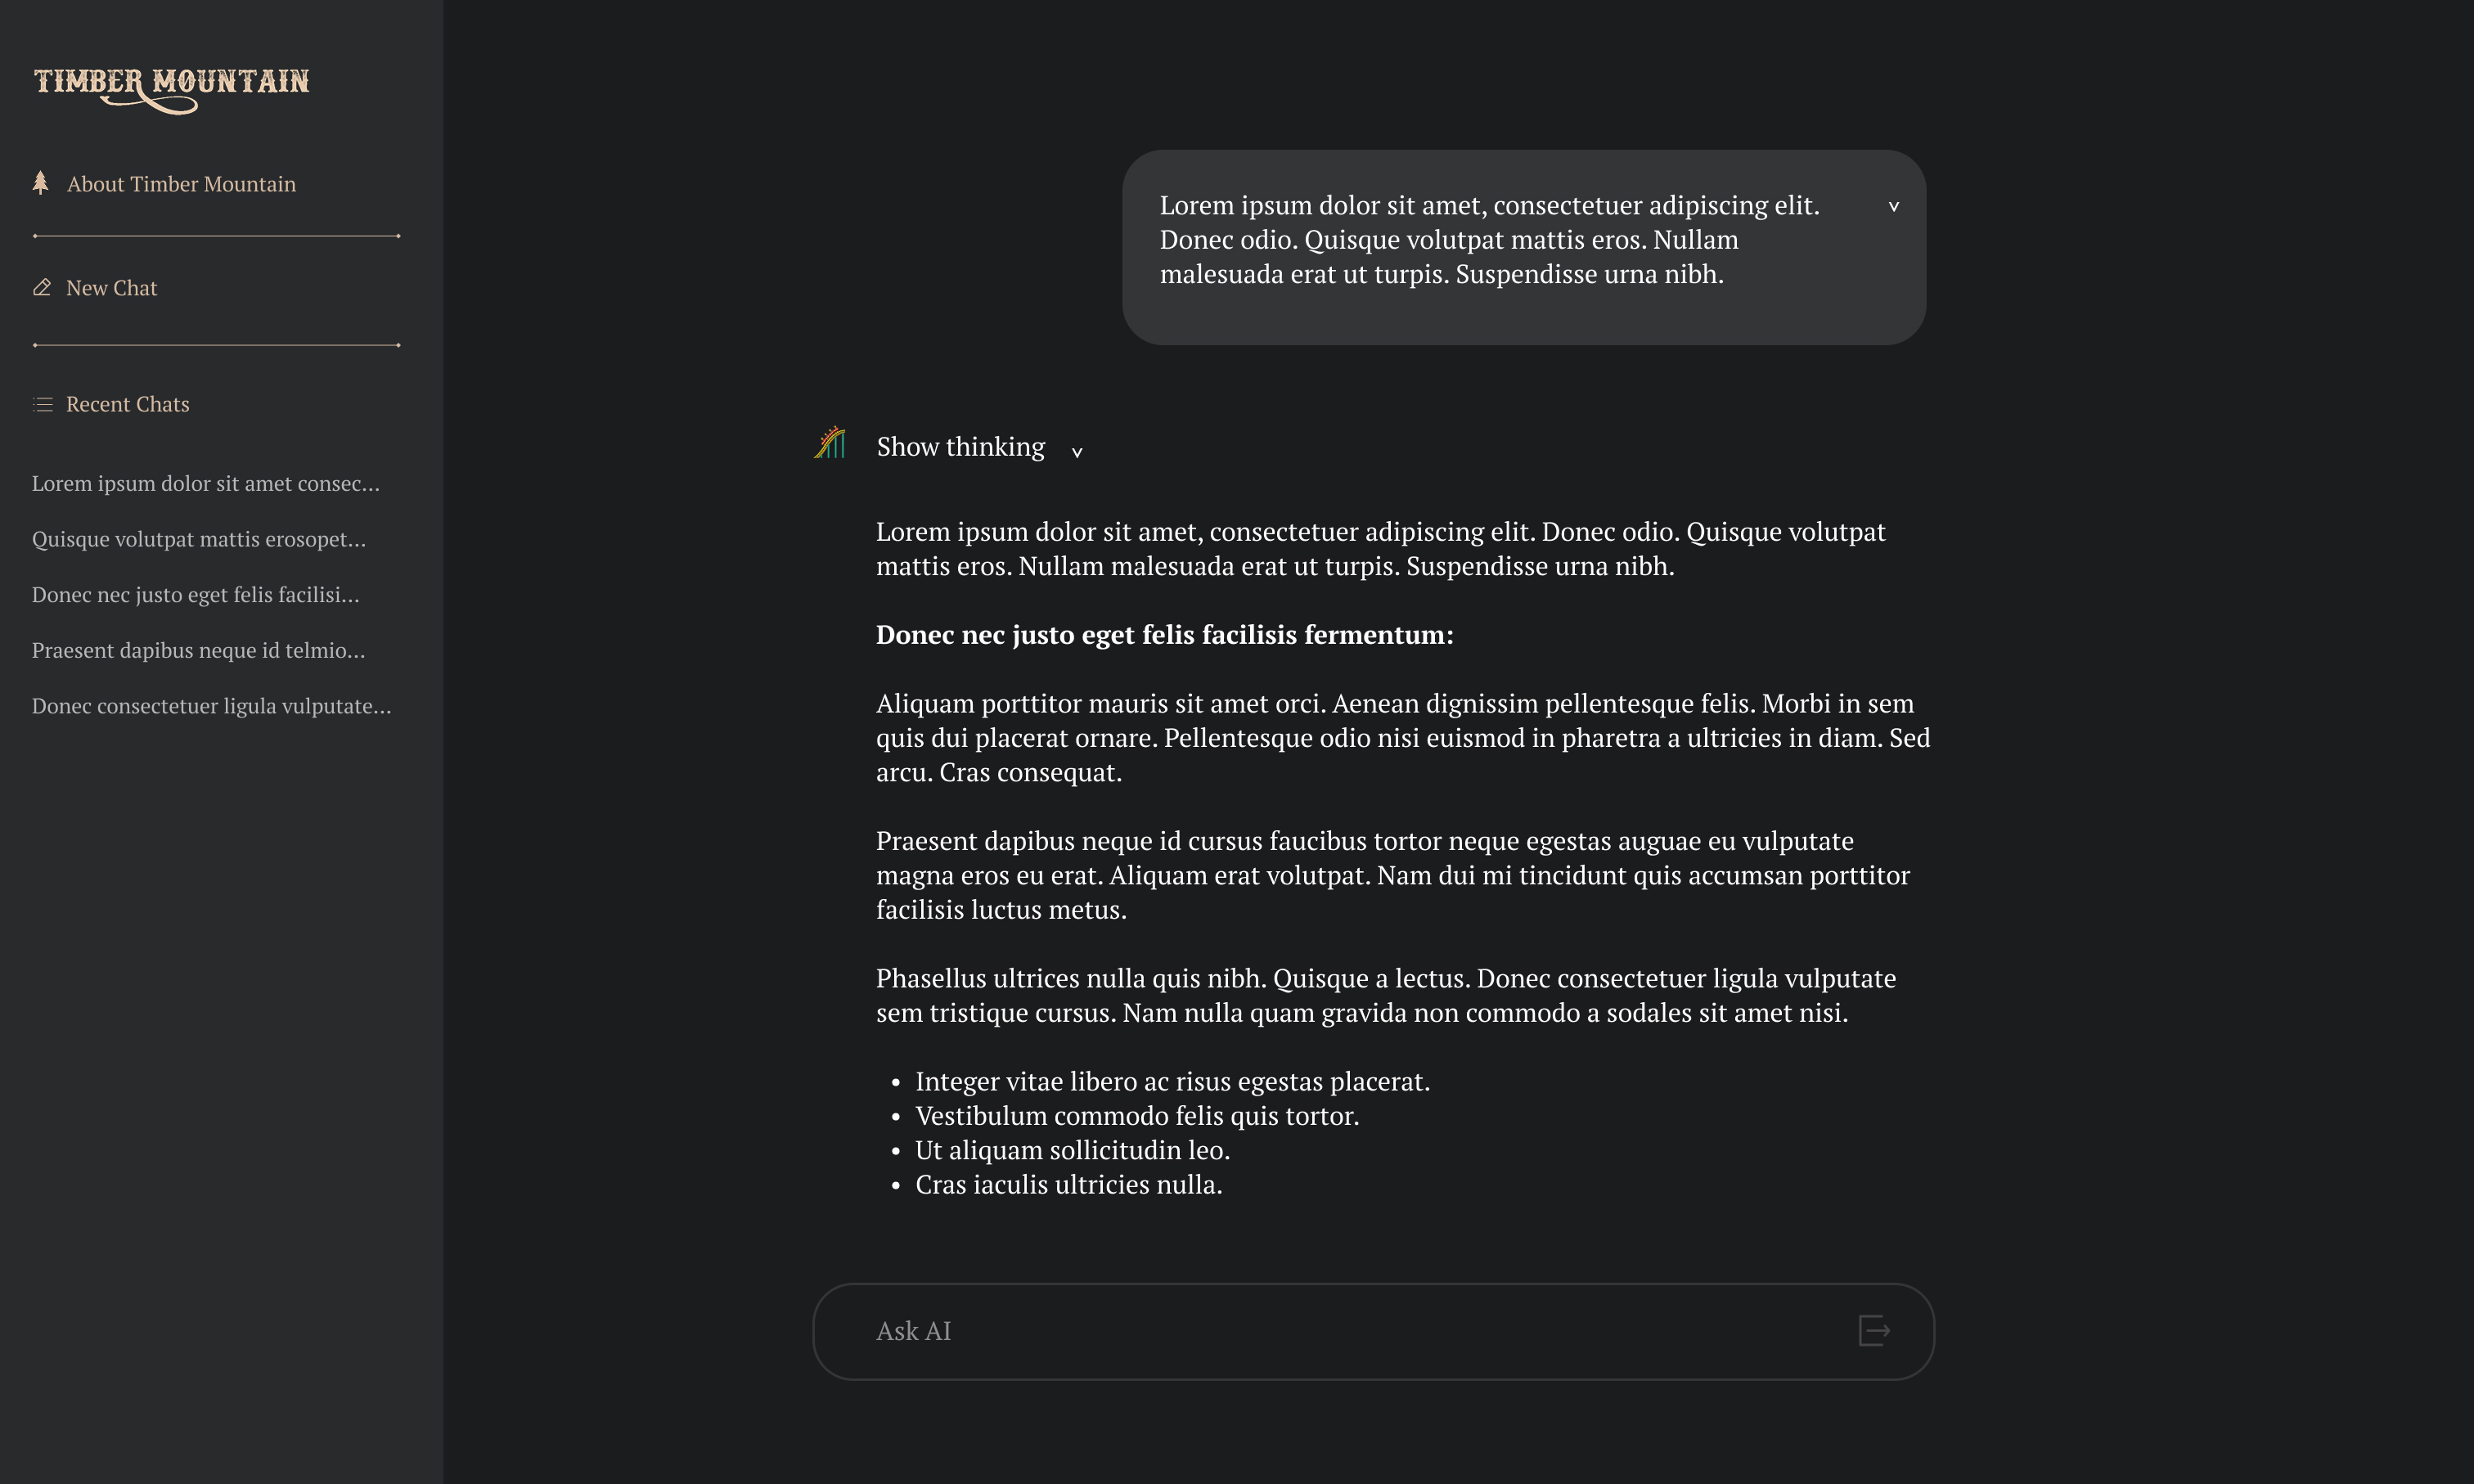 TIMBER MOUNTAIN
About Timber Mountain
New Chat
Recent Chats
Lorem ipsum dolor sit amet consec...
Quisque volutpat mattis erosopet...
Donec nec justo eget felis facilisi...
Praesent dapibus neque id telmio...
Donec consectetuer ligula vulputate...
Lorem ipsum dolor sit amet, consectetuer adipiscing elit.
Donec odio. Quisque volutpat mattis eros. Nullam
malesuada erat ut turpis. Suspendisse urna nibh.
Show thinking
Lorem ipsum dolor sit amet, consectetuer adipiscing elit. Donec odio. Quisque volutpat
mattis eros. Nullam malesuada erat ut turpis. Suspendisse urna nibh.
Donec nec justo eget felis facilisis fermentum:
Aliquam porttitor mauris sit amet orci. Aenean dignissim pellentesque felis. Morbi in sem
quis dui placerat ornare. Pellentesque odio nisi euismod in pharetra a ultricies in diam. Sed
arcu. Cras consequat.
Praesent dapibus neque id cursus faucibus tortor neque egestas auguae eu vulputate
magna eros eu erat. Aliquam erat volutpat. Nam dui mi tincidunt quis accumsan porttitor
facilisis luctus metus.
Phasellus ultrices nulla quis nibh. Quisque a lectus. Donec consectetuer ligula vulputate
sem tristique cursus. Nam nulla quam gravida non commodo a sodales sit amet nisi.
• Integer vitae libero ac risus egestas placerat.
• Vestibulum commodo felis quis tortor.
• Ut aliquam sollicitudin leo.
• Cras iaculis ultricies nulla.
Ask AI